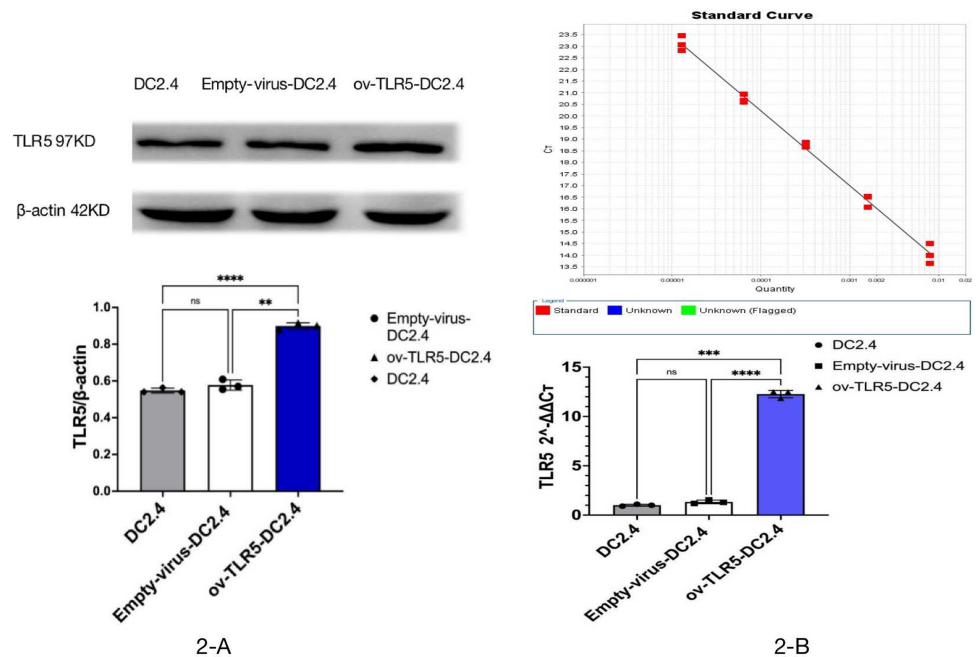 DC2.4 Empty-virus-DC2.4 ov-TLR5-DC2.4
TLR5 97KD
β-actin 42KD
****
ns **
1.0
0.8
0.6
0.4
0.2
0.0
TLR5/β-actin
DC2.4
Empty-virus-DC2.4
ov-TLR5-DC2.4
Empty-virus-
DC2.4
ov-TLR5-DC2.4
DC2.4
2-A
Standard Curve
23.5
23.0
22.5
22.0
21.5
21.0
20.5
20.0
19.5
19.0
18.5
18.0
17.5
17.0
16.5
16.0
15.5
15.0
14.5
14.0
13.5
CT
0.000001 0.00001 0.0001 0.001 0.002 0.01 0.02
Quantity
Legend
Standard Unknown Unknown (Flagged)
***
ns ****
15
10
5
0
TLR5 2^-ΔΔCT
DC2.4
Empty-virus-DC2.4
ov-TLR5-DC2.4
DC2.4
Empty-virus-DC2.4
ov-TLR5-DC2.4
2-B